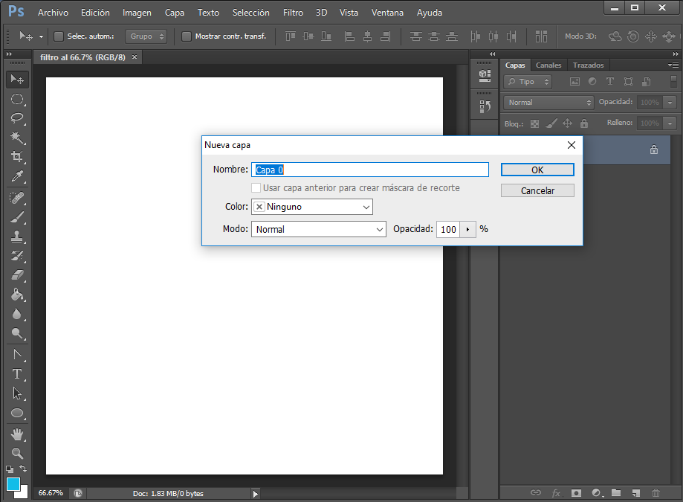 Ps Archivo Edición Imagen Capa Texto Selección Filtro 3D Vista Ventana Ayuda
Selec. autom.: Grupo Mostrar contr. transf. Modo 3D:
filtro al 66.7% (RGB/8) ×
Capas Canales Trazados
Tipo
Normal Opacidad: 100%
Bloq.: Relleno: 100%
Nueva capa
Nombre: Capa 0 OK
Usar capa anterior para crear máscara de recorte Cancelar
Color: Ninguno
Modo: Normal Opacidad: 100 %
T
66.67% Doc: 1.83 MB/0 bytes
fx